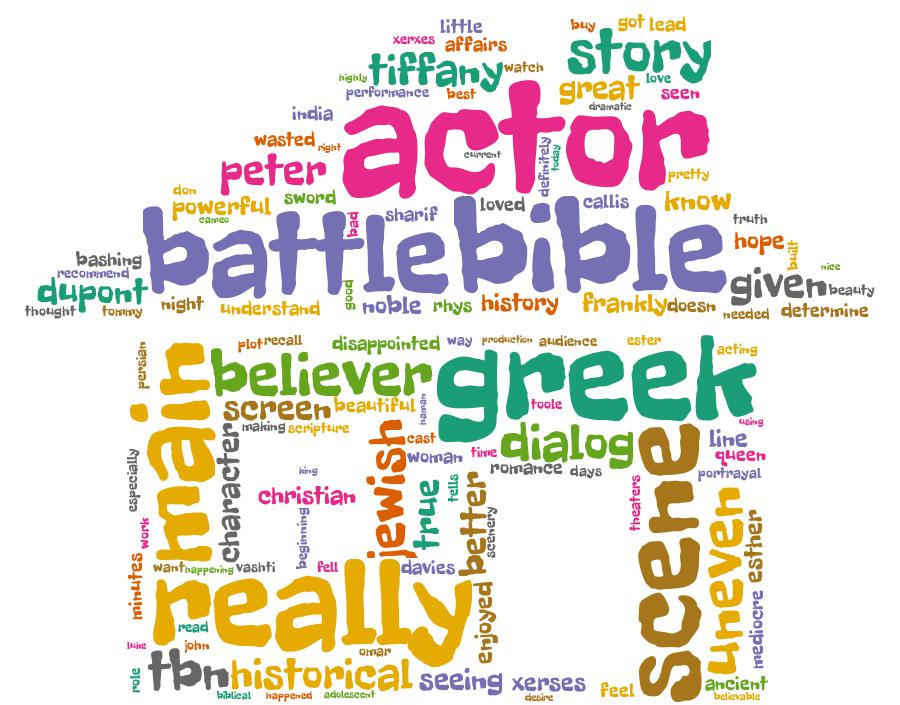 little
buy
got lead
xerxes
affairs
story
tiffany
watch
highly
love
great
performance
best
seen
dramatic
india
actor
wasted
right
current
definitely
today
peter
pretty
don
powerful
sword
cameo
bad
sharif
loved
callis
know
truth
battle
bible
hope
built
bashing
recommend
nice
dupont
given
beauty
thought
tommy
night
understand
good
noble
rhys
history
frankly
doesn
needed
determine
persian
plot
recall
disappointed
way
production
audience
ester
acting
main
believer
greek
screen
beautiful
haman
toole
making
scripture
using
character
jewish
cast
dialog
scene
line
woman
time
queen
romance
days
portrayal
especially
king
christian
true
tells
better
theaters
work
beginning
scenery
uneven
esther
minutes
want
happening
vashti
fell
davies
really
enjoyed
mediocre
read
luke
john
omar
role
tbn
historical
seeing
xerses
feel
ancient
biblical
happened
adolescent
desire
believable